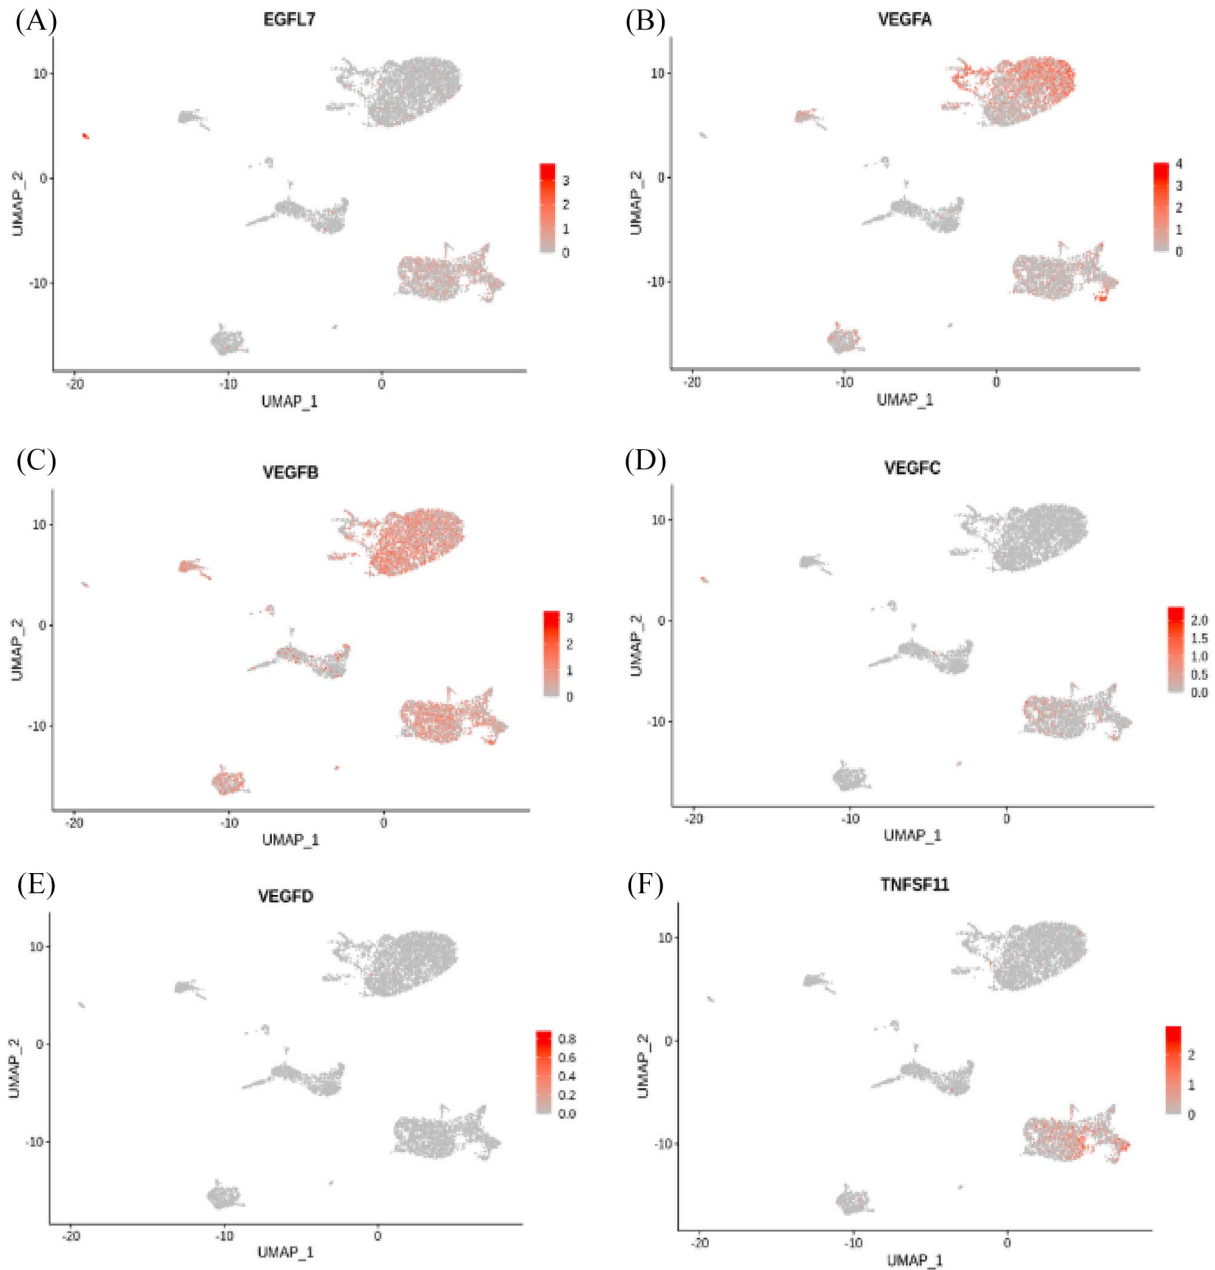 (A)
EGFL7
10
0
-10
UMAP_2
-20
-10
0
UMAP_1
3
2
1
0
(B)
VEGFA
10
0
-10
UMAP_2
-20
-10
0
UMAP_1
4
3
2
1
0
(C)
VEGFB
10
0
-10
UMAP_2
-20
-10
0
UMAP_1
3
2
1
0
(D)
VEGFC
10
0
-10
UMAP_2
-20
-10
0
UMAP_1
2.0
1.5
1.0
0.5
0.0
(E)
VEGFD
10
0
-10
UMAP_2
-20
-10
0
UMAP_1
0.8
0.6
0.4
0.2
0.0
(F)
TNFSF11
10
0
-10
UMAP_2
-20
-10
0
UMAP_1
2
1
0